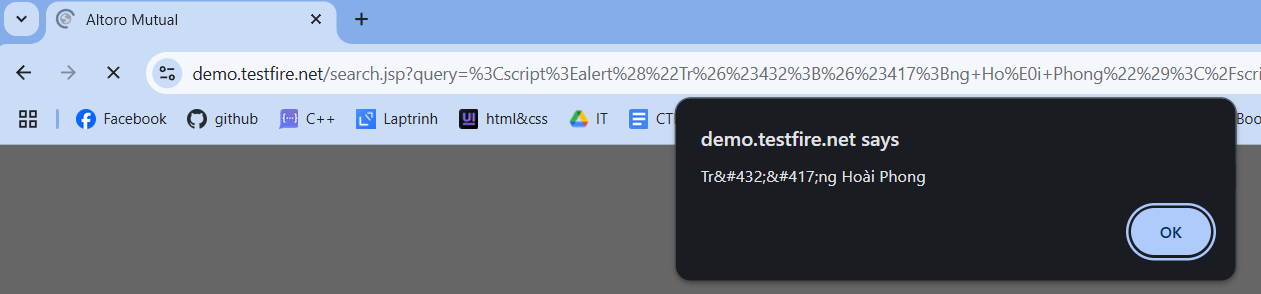 Altoro Mutual
demo.testfire.net/search.jsp?query=%3Cscript%3Ealert%28%22Tr%26%23432%3B%26%23417%3Bng+Ho%E0i+Phong%22%29%3C%2Fscri
Facebook github C++ Laptrinh html&css IT CTI Boo
demo.testfire.net says
Tr&#432;&#417;ng Hoài Phong
OK